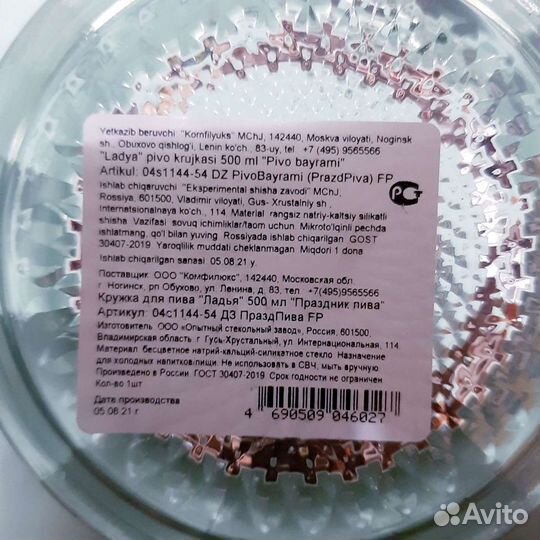 Yetkazib beruvchi "Kornfilyuks" MChJ, 142440, Moskva viloyati, Noginsk
sh., Obuxovo qishlog'i, Lenin ko'ch., 83-uy, tel. +7 (495) 9565566
"Ladya" pivo krujkasi 500 ml "Pivo bayrami"
Artikul: 04s1144-54 DZ PivoBayrami (PrazdPiva) FP
Ishlab chiqaruvchi: "Eksperimental shisha zavodi" MChJ,
Rossiya, 601500, Vladimir viloyati, Gus- Xrustalniy sh.,
Internatsionalnaya ko'ch., 114. Material rangsiz natriy-kaltsiy silikatli
shisha Vazifasi sovuq ichimliklar/taom uchun. Mikroto'lqinli pechda
ishlatmang, qo'l bilan yuving. Rossiyada ishlab chiqarilgan. GOST
30407-2019 Yaroqlilik muddati cheklanmagan Miqdori 1 dona
Ishlab chiqarilgan sanasi 05.08.21 y.
PG
Поставщик: ООО "Комфилюкс", 142440, Московская обл.
г. Ногинск, рп Обухово, ул. Ленина, д. 83, тел. +7(495)9565566
Кружка для пива "Ладья" 500 мл "Праздник пива"
Артикул: 04с1144-54 ДЗ ПраздПива FP
Изготовитель: ООО «Опытный стекольный завод», Россия, 601500,
Владимирская область г Гусь-Хрустальный, ул. Интернациональная, 114
Материал: бесцветное натрий-кальций-силикатное стекло Назначение
для холодных напитков/пищи. Не использовать в СВЧ, мыть вручную
Изготовлено в России. ГОСТ 30407-2019 Срок годности не ограничен
Кол-во 1шт
Дата производства
05.08.21 г
4 690509 046027
Avito